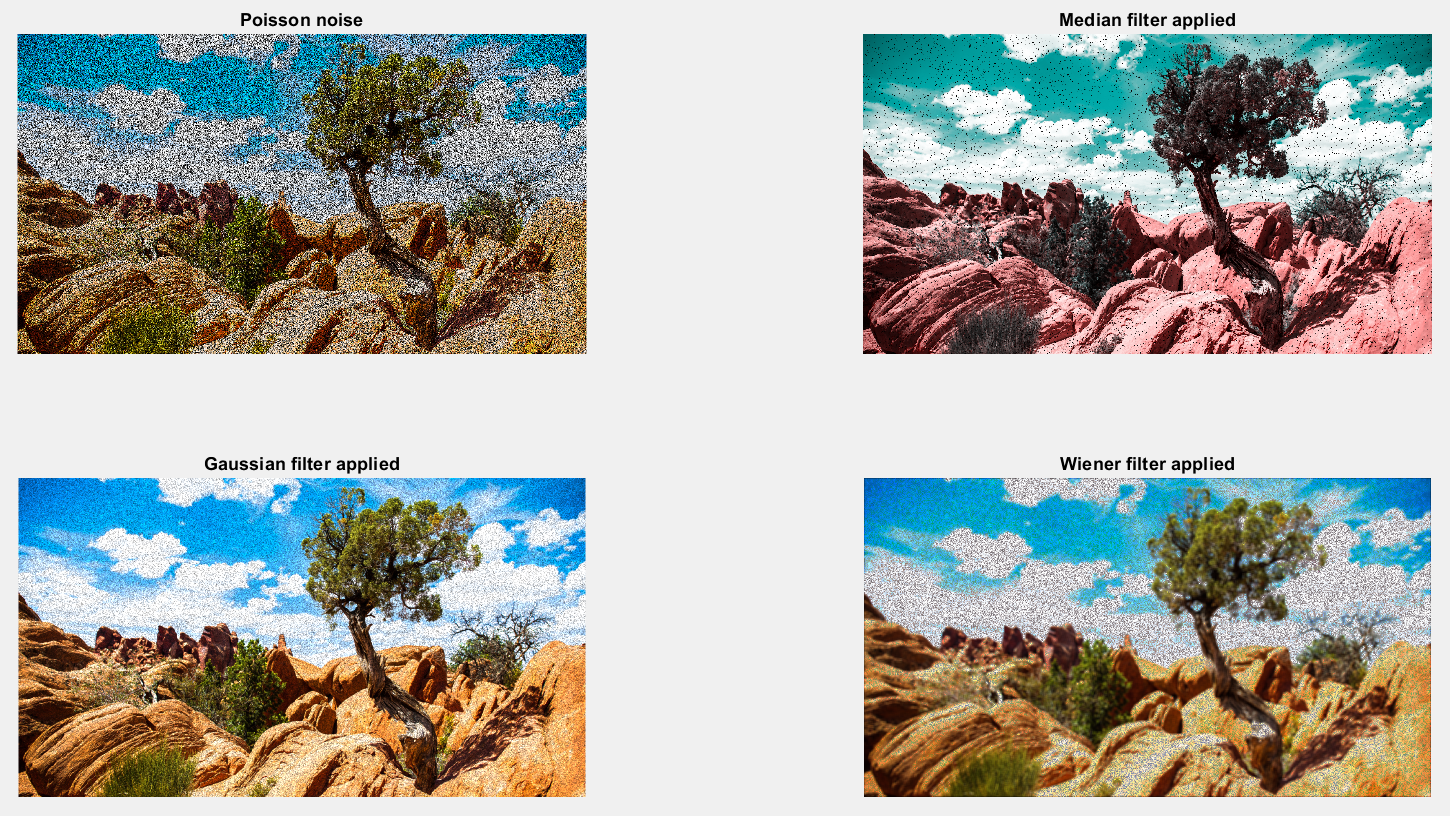 Poisson noise
Median filter applied
Gaussian filter applied
Wiener filter applied